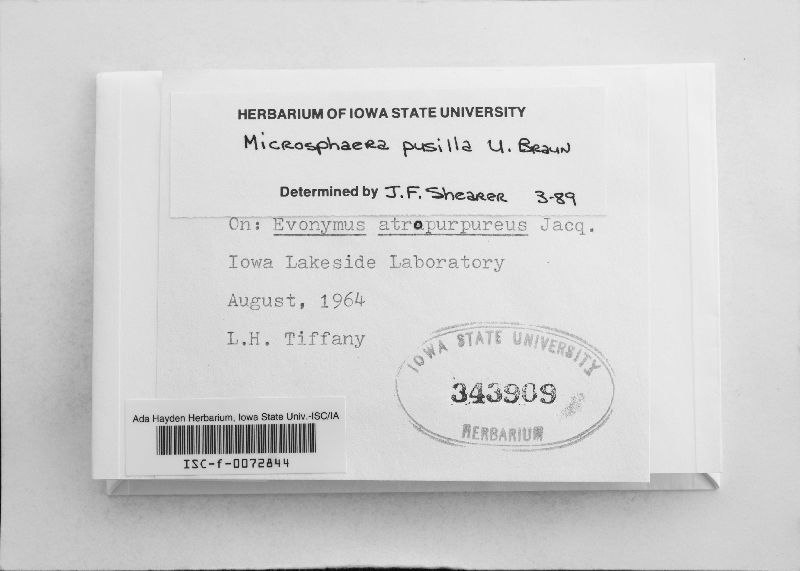 HERBARIUM OF IOWA STATE UNIVERSITY
Microsphaera pusilla U. Braun
Determined by J.F. Shearer 3-89
On: Evonymus atropurpureus Jacq.
Iowa Lakeside Laboratory
August, 1964
L.H. Tiffany
IOWA STATE UNIVERSITY
343909
HERBARIUM
Ada Hayden Herbarium, Iowa State Univ.-ISC/IA
ISC-f-0072844